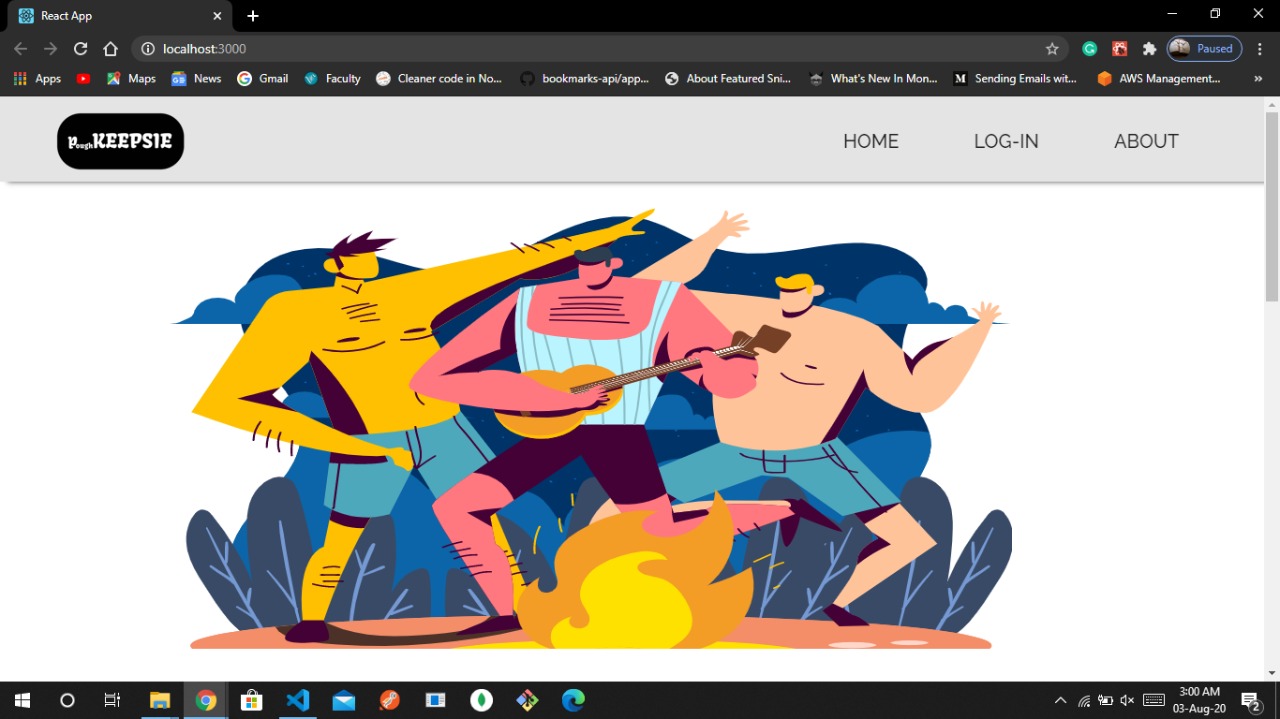 React App
localhost:3000
Paused
Apps
Maps
News
Gmail
Faculty
Cleaner code in No...
bookmarks-api/app...
About Featured Sni...
What's New In Mon...
M
Sending Emails wit...
AWS Management...
»
PoughKEEPSIE
HOME
LOG-IN
ABOUT
3:00 AM
03-Aug-20
2